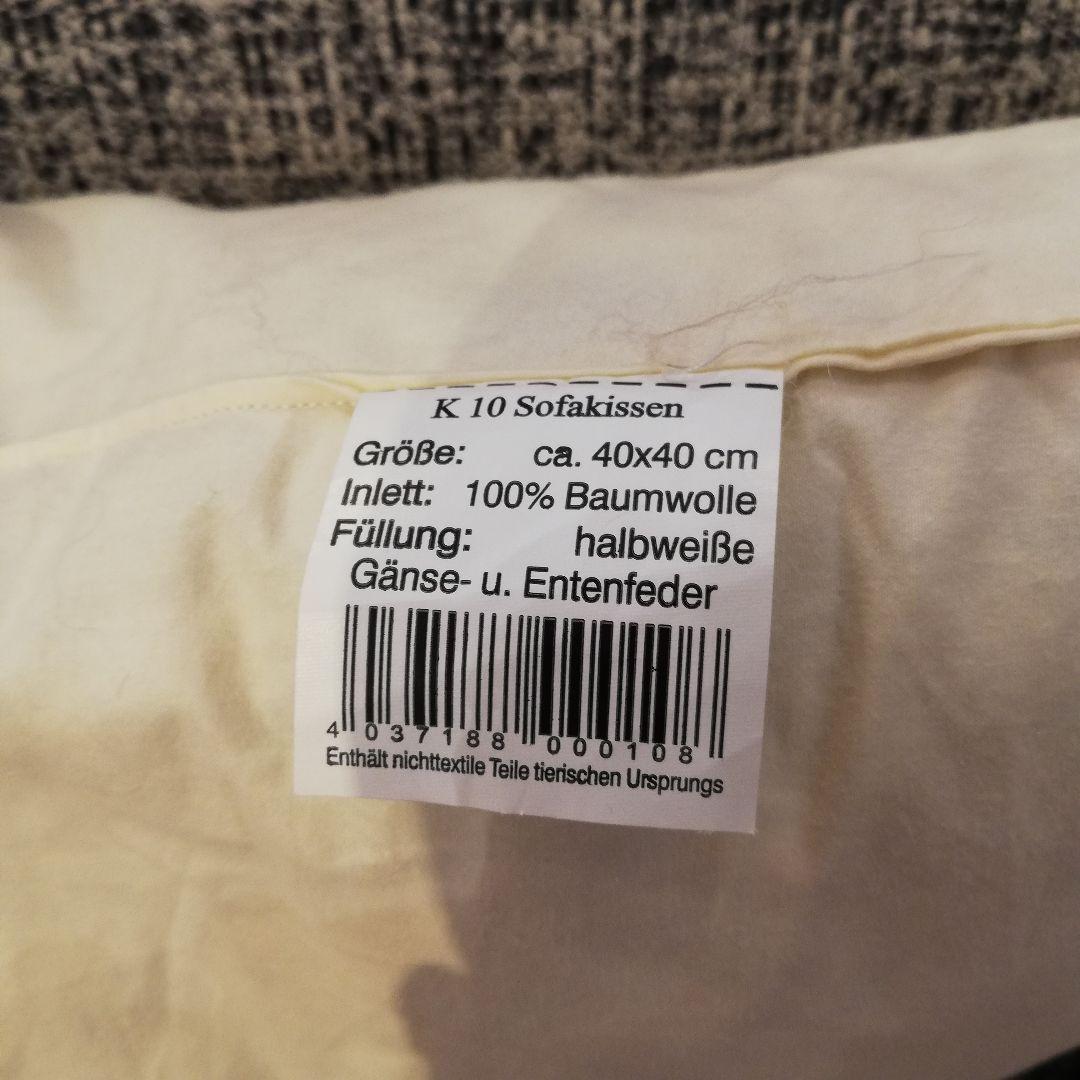 K 10 Sofakissen
Größe: ca. 40x40 cm
Inlett: 100% Baumwolle
Füllung: halbweiße
Gänse- u. Entenfeder
4 037188 000108
Enthält nichttextile Teile tierischen Ursprungs